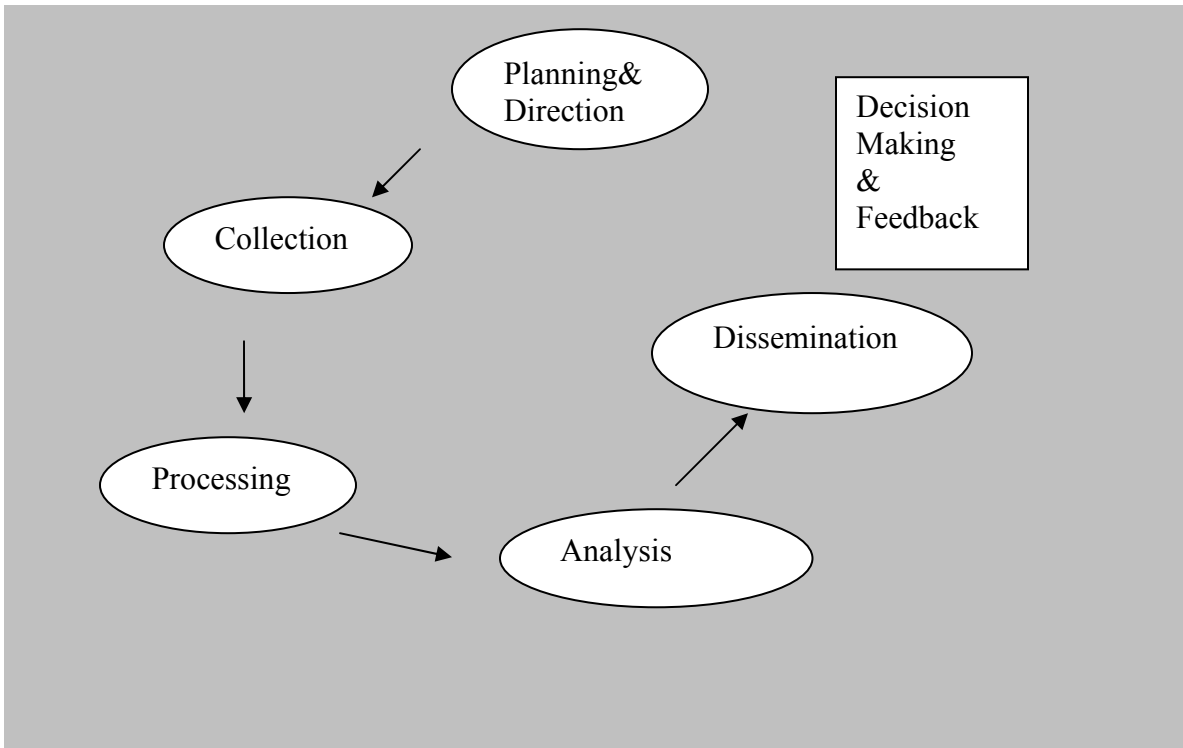 Planning&
Direction
Decision
Making
&
Feedback
Collection
Dissemination
Processing
Analysis